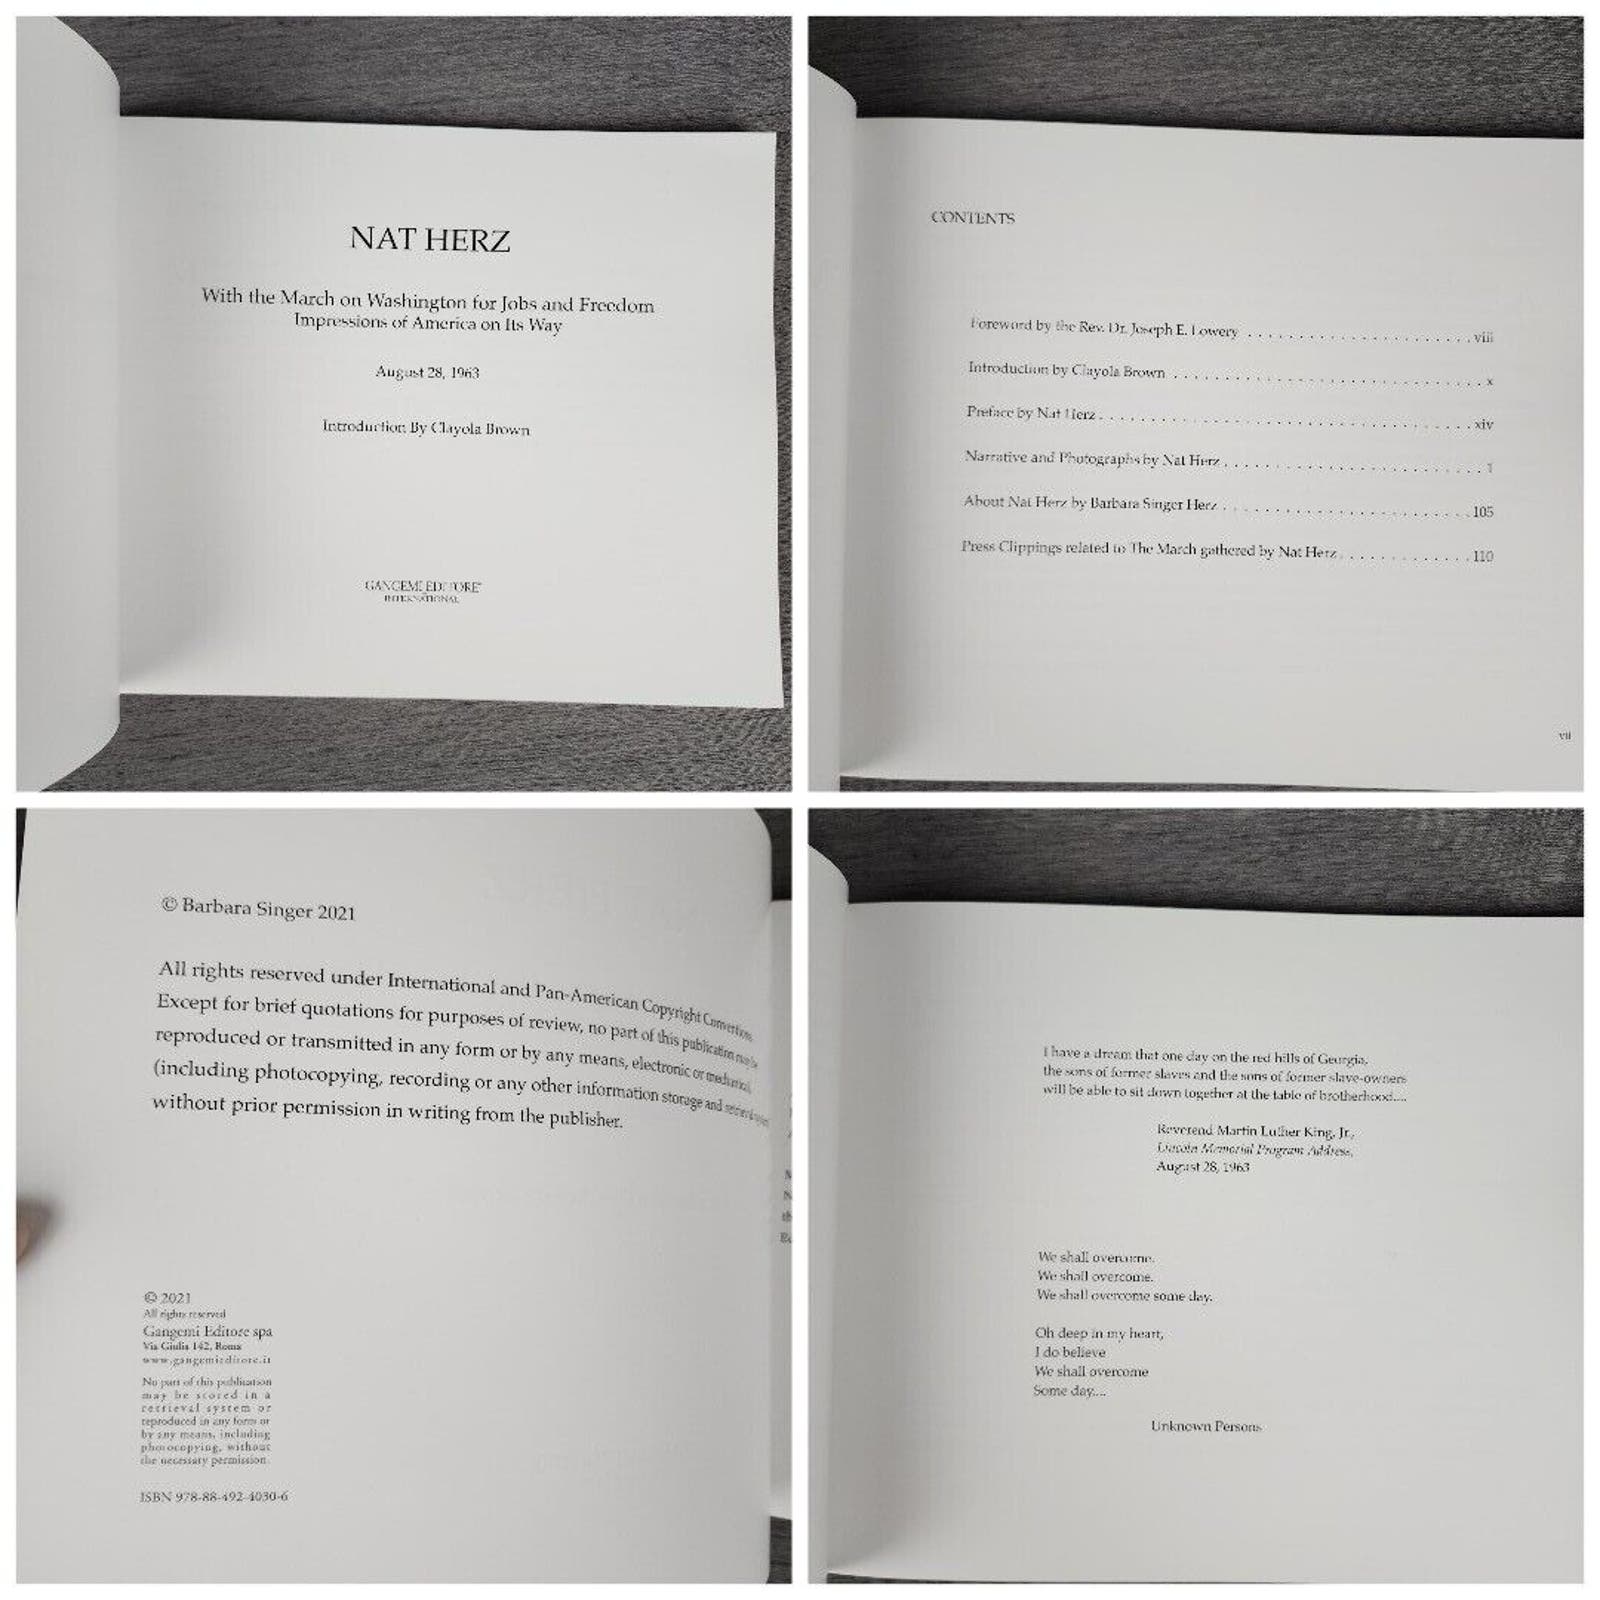 NAT HERZ
With the March on Washington for Jobs and Freedom
Impressions of America on Its Way
August 28, 1963
Introduction By Clayola Brown
GANGEMI EDITORE®
INTERNATIONAL
CONTENTS
Foreword by the Rev. Dr. Joseph E. Lowery . . . . . . . . . . . . . . . . . . . . . . . viii
Introduction by Clayola Brown . . . . . . . . . . . . . . . . . . . . . . . . . . . . . . . . x
Preface by Nat Herz . . . . . . . . . . . . . . . . . . . . . . . . . . . . . . . . . . . . . . xiv
Narrative and Photographs by Nat Herz . . . . . . . . . . . . . . . . . . . . . . . . . . 1
About Nat Herz by Barbara Singer Herz . . . . . . . . . . . . . . . . . . . . . . . . . 105
Press Clippings related to The March gathered by Nat Herz . . . . . . . . . . . . . 110
vii
© Barbara Singer 2021
All rights reserved under International and Pan-American Copyright Conventions.
Except for brief quotations for purposes of review, no part of this publication may be
reproduced or transmitted in any form or by any means, electronic or mechanical,
(including photocopying, recording or any other information storage and retrieval
without prior permission in writing from the publisher.
© 2021
All rights reserved
Gangemi Editore spa
Via Giulia 142, Roma
www.gangemieditore.it
No part of this publication
may be stored in a
retrieval system or
reproduced in any form or
by any means, including
photocopying, without
the necessary permission.
ISBN 978-88-492-4030-6
I have a dream that one day on the red hills of Georgia,
the sons of former slaves and the sons of former slave-owners
will be able to sit down together at the table of brotherhood....
Reverend Martin Luther King, Jr.,
Lincoln Memorial Program Address,
August 28, 1963
We shall overcome.
We shall overcome.
We shall overcome some day.
Oh deep in my heart,
I do believe
We shall overcome
Some day....
Unknown Persons